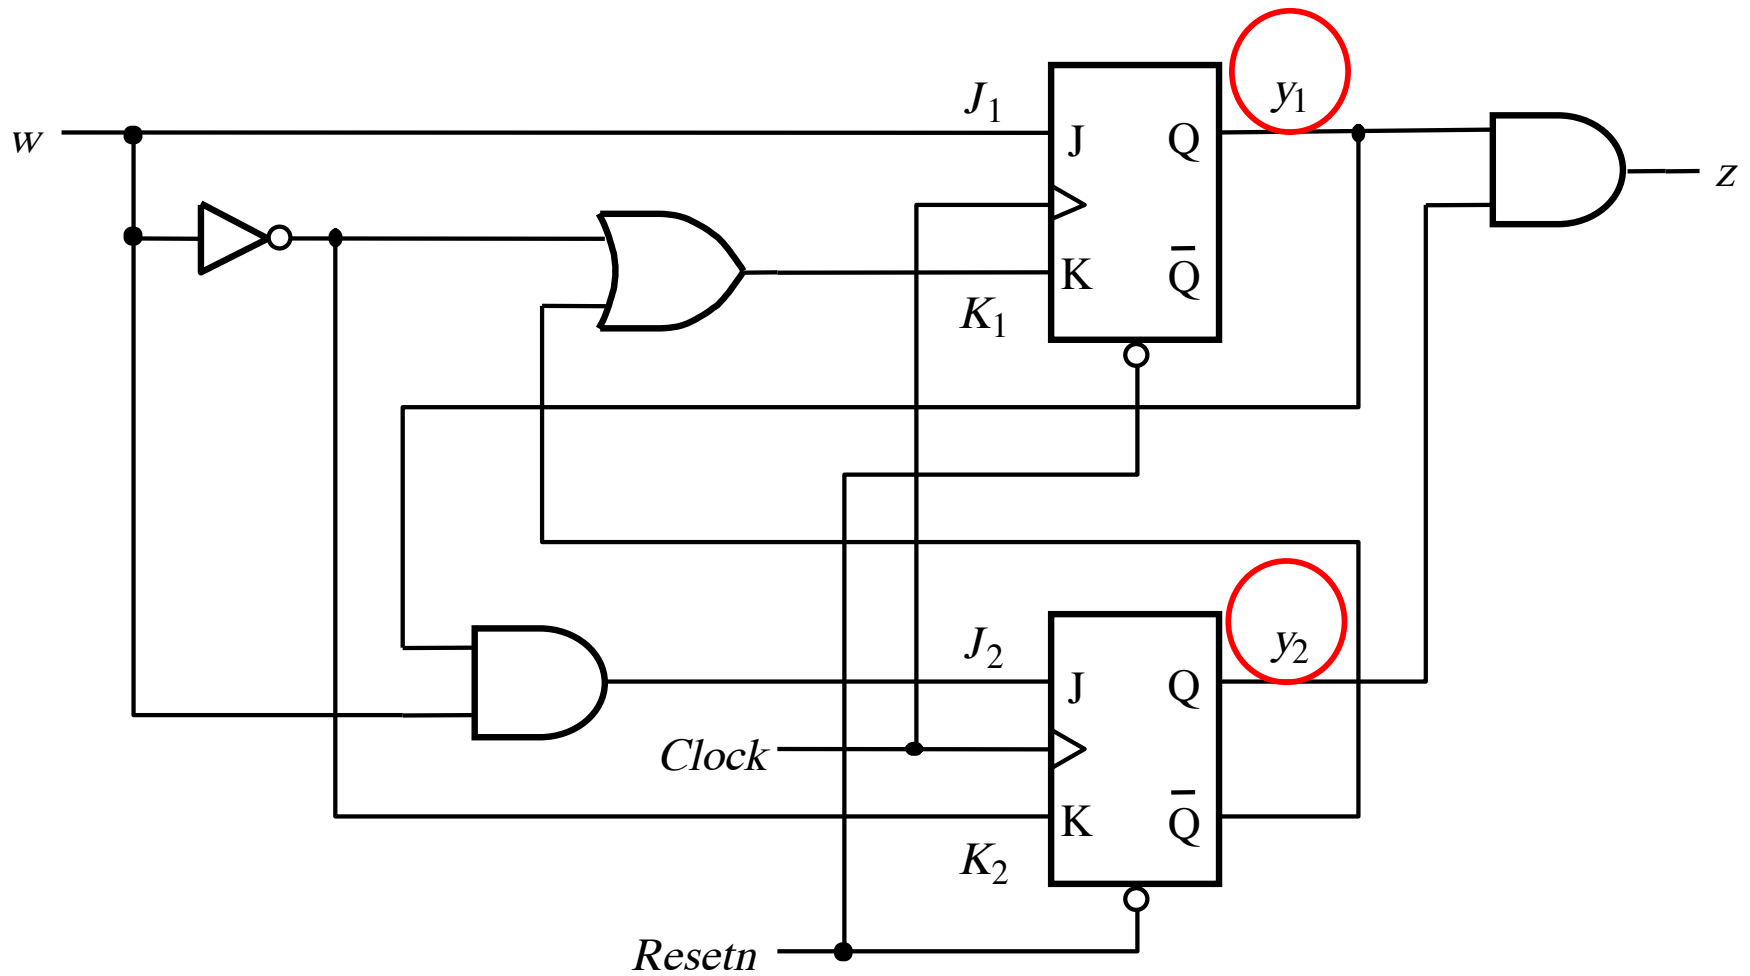 w
J₁
J
Q
y₁
z
K
Q̅
K₁
J₂
J
Q
y₂
Clock
K
Q̅
K₂
Resetn